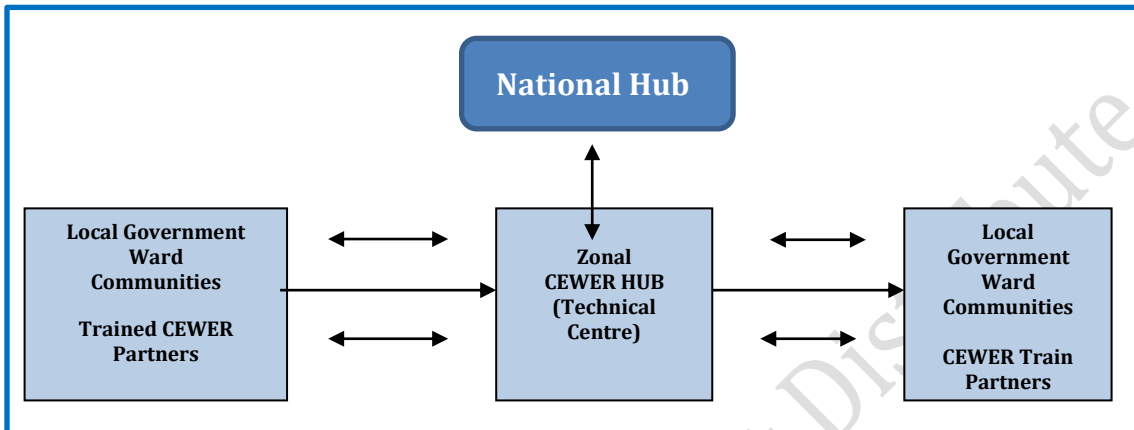 National Hub
Local Government
Ward
Communities
Trained CEWER
Partners
Zonal
CEWER HUB
(Technical
Centre)
Local
Government
Ward
Communities
CEWER Train
Partners